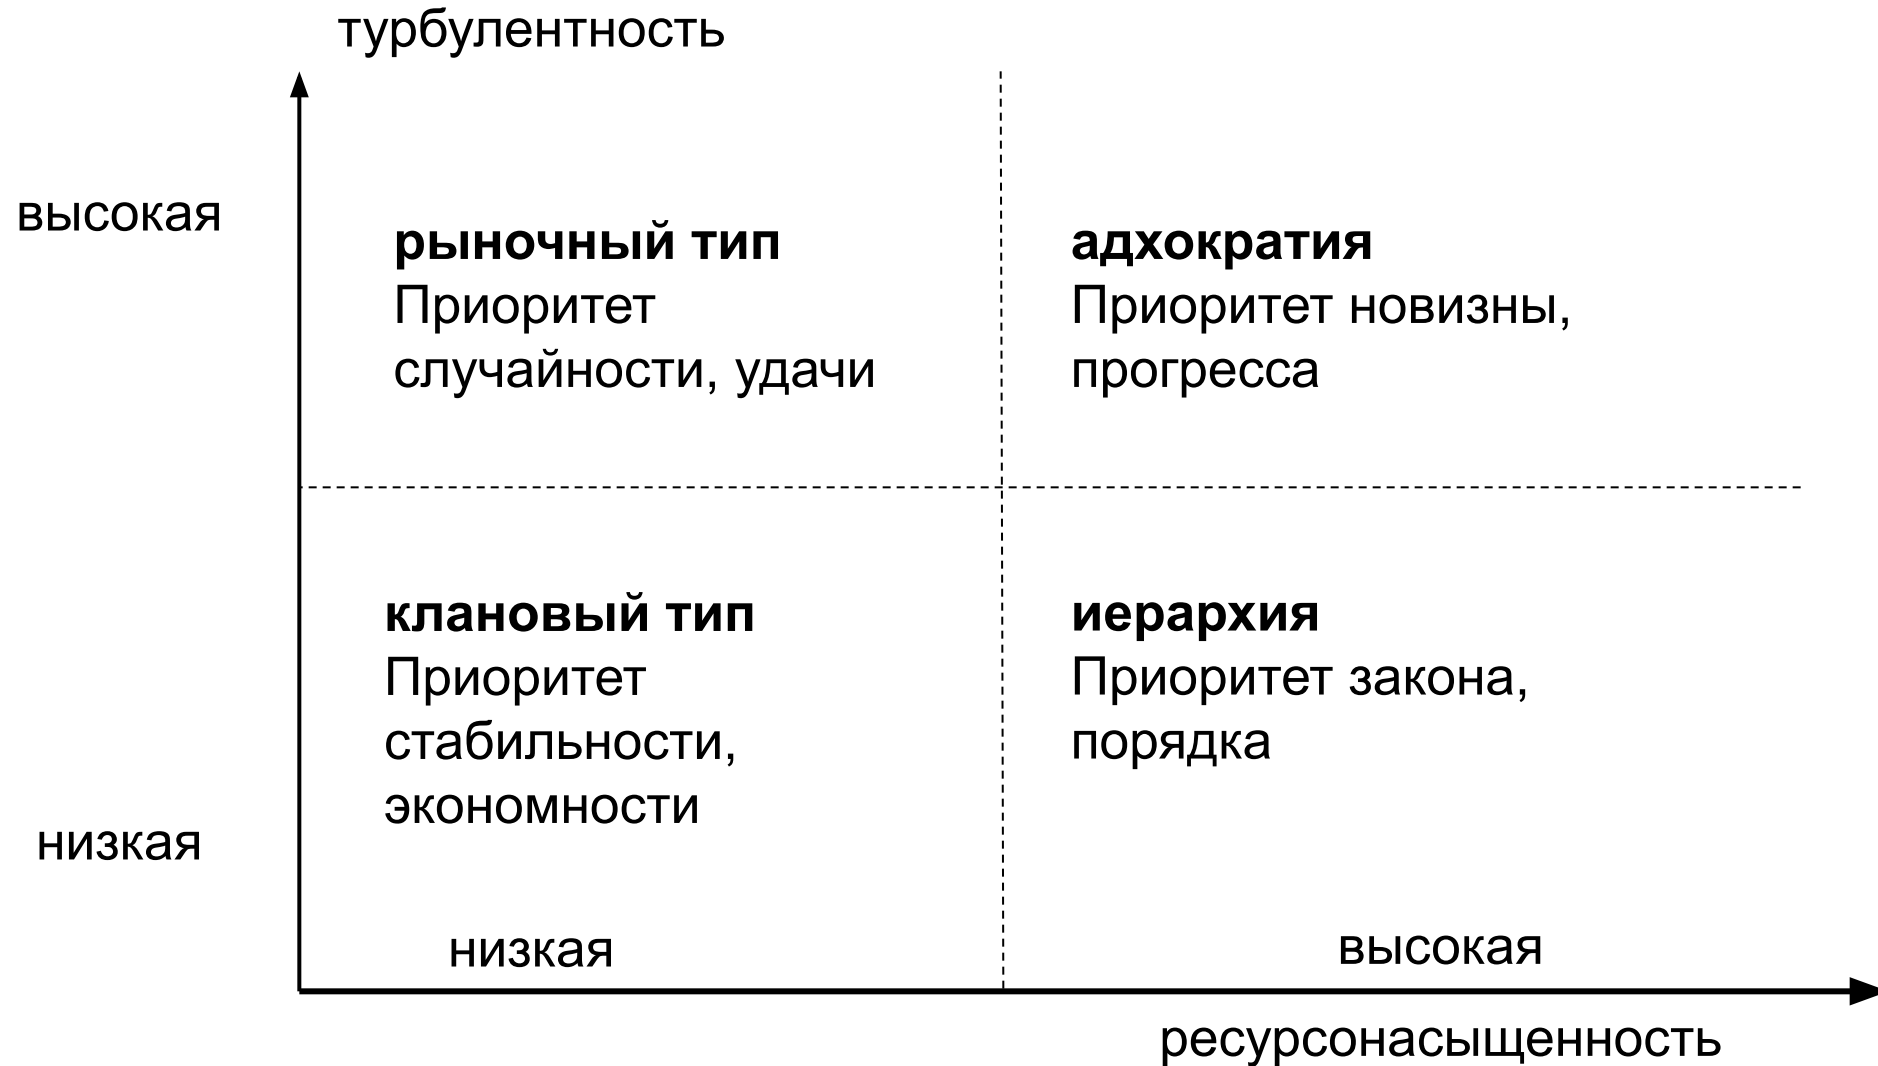 турбулентность
высокая
рыночный тип
Приоритет
случайности, удачи
адхократия
Приоритет новизны,
прогресса
клановый тип
Приоритет
стабильности,
экономности
иерархия
Приоритет закона,
порядка
низкая
низкая
высокая
ресурсонасыщенность